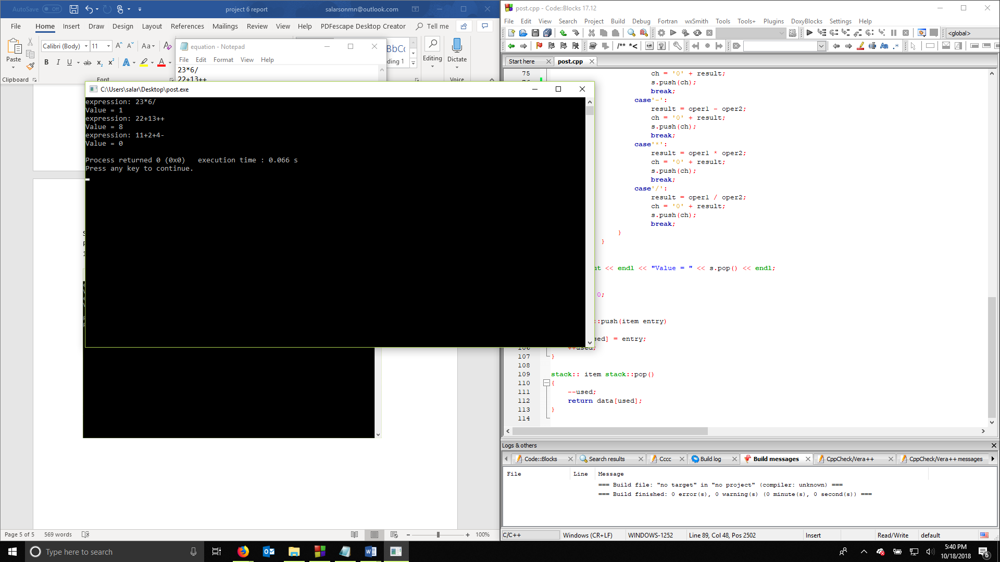 AutoSave Off project 6 report salarsonmn@outlook.com
File Home Insert Draw Design Layout References Mailings Review View Help PDFescape Desktop Creator Tell me
Calibri (Body) 11 Aa
Paste
B I U ab x₂ x² A A
Clipboard Font
Editing Dictate
Voice
equation - Notepad
File Edit Format View Help
23*6/
22+13++
C:\Users\salar\Desktop\post.exe
expression: 23*6/
Value = 1
expression: 22+13++
Value = 8
expression: 11+2+4-
Value = 0
Process returned 0 (0x0)   execution time : 0.066 s
Press any key to continue.
Page 5 of 5 569 words 100%
post.cpp - Code::Blocks 17.12
File Edit View Search Project Build Debug Fortran wxSmith Tools Tools+ Plugins DoxyBlocks Settings Help
<global>
/** *<
Start here post.cpp
75 ch = '0' + result;
s.push(ch);
break;
case'-':
result = oper1 - oper2;
ch = '0' + result;
s.push(ch);
break;
case'*':
result = oper1 * oper2;
ch = '0' + result;
s.push(ch);
break;
case'/':
result = oper1 / oper2;
ch = '0' + result;
s.push(ch);
break;
}
}
<< endl << "Value = " << s.pop() << endl;
0;
::push(item entry)
] = entry;
106 ++used;
107 }
108
109 stack:: item stack::pop()
110 {
111 --used;
112 return data[used];
113 }
114
Logs & others
Code::Blocks Search results Cccc Build log Build messages CppCheck/Vera++ CppCheck/Vera++ messages
File Line Message
=== Build file: "no target" in "no project" (compiler: unknown) ===
=== Build finished: 0 error(s), 0 warning(s) (0 minute(s), 0 second(s)) ===
C/C++ Windows (CR+LF) WINDOWS-1252 Line 89, Col 48, Pos 2502 Insert Read/Write default
Type here to search
5:40 PM
10/18/2018
6